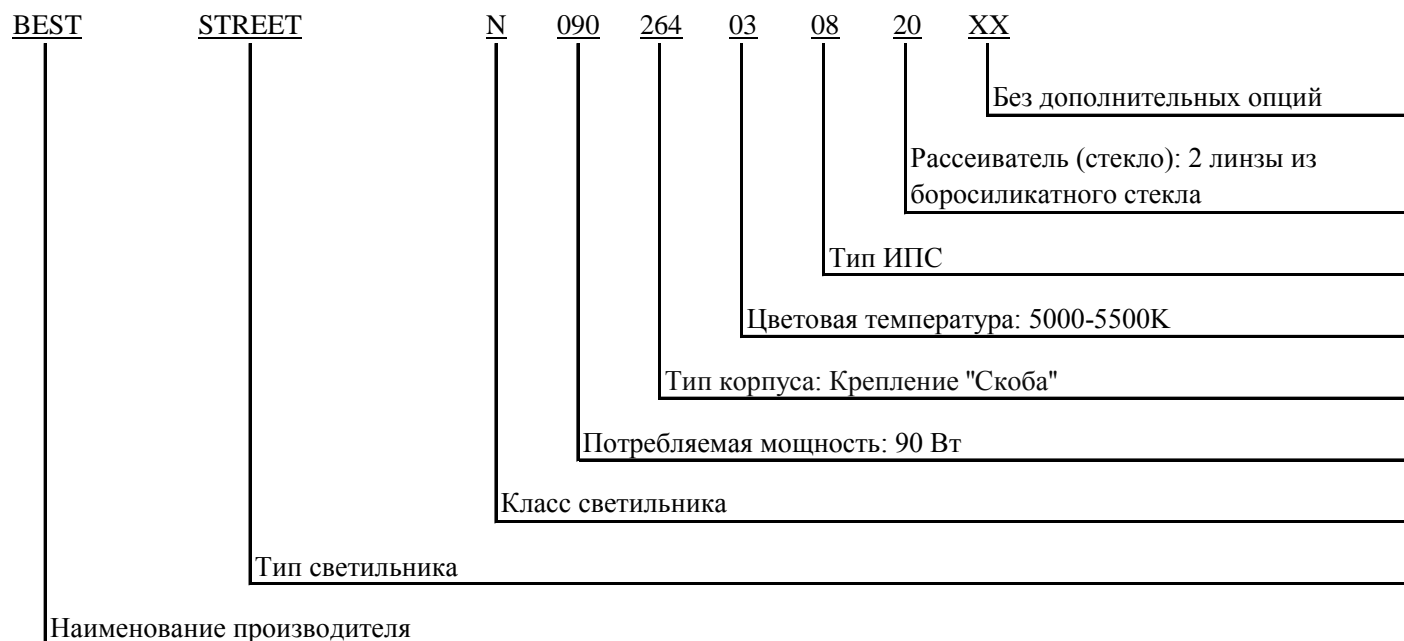 BEST STREET N 090 264 03 08 20 XX
Без дополнительных опций
Рассеиватель (стекло): 2 линзы из
боросиликатного стекла
Тип ИПС
Цветовая температура: 5000-5500К
Тип корпуса: Крепление "Скоба"
Потребляемая мощность: 90 Вт
Класс светильника
Тип светильника
Наименование производителя